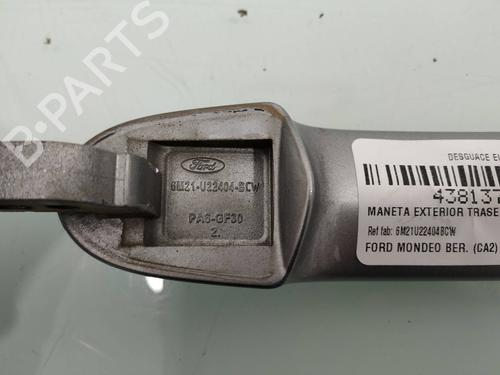 B-PARTS
Ford
6M21-U22404-BCW
PA6-GF30
2.
DESGUACE
438137
MANETA EXTERIOR TRASE
Ref fab: 6M21U22404BCW
FORD MONDEO BER. (CA2)